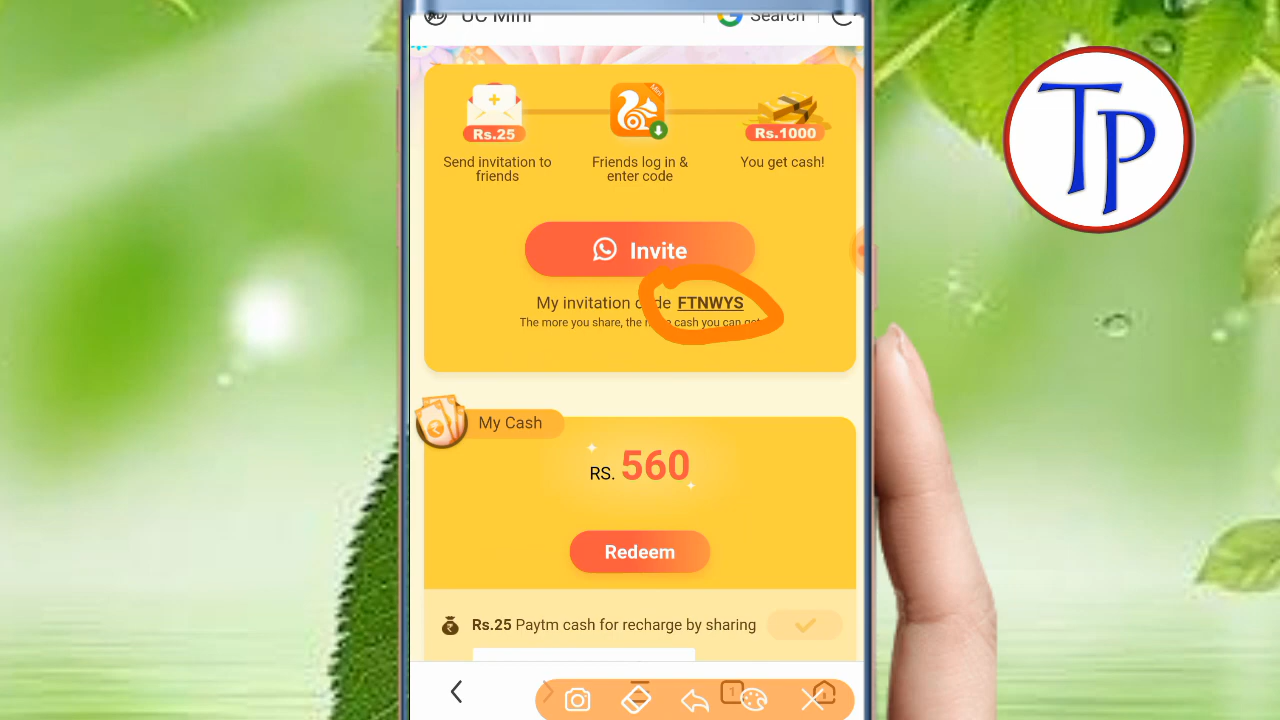 UC Mini
Search
TP
Mini
Rs.25
Rs.1000
Send invitation to
friends
Friends log in &
enter code
You get cash!
Invite
My invitation code FTNWYS
The more you share, the more cash you can get
My Cash
RS. 560
Redeem
Rs.25 Paytm cash for recharge by sharing
1